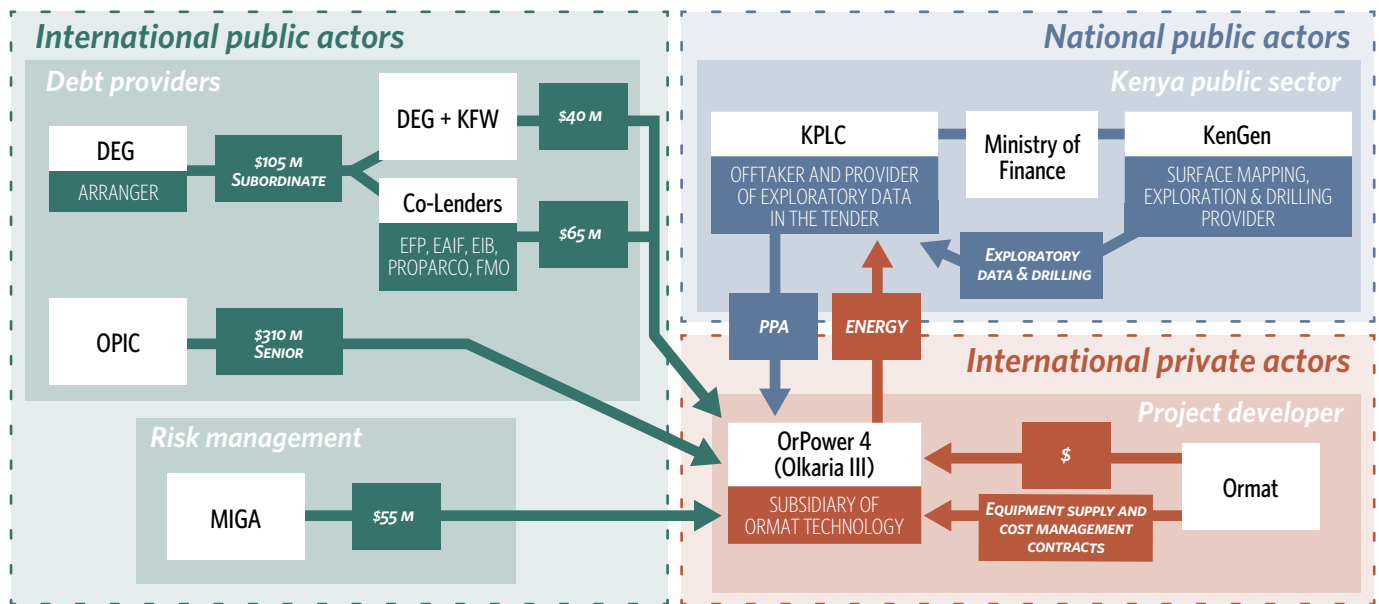 International public actors
Debt providers
DEG
ARRANGER
$105 M
SUBORDINATE
DEG + KFW
$40 M
Co-Lenders
EFP, EAIF, EIB,
PROPARCO, FMO
$65 M
OPIC
$310 M
SENIOR
Risk management
MIGA
$55 M
National public actors
Kenya public sector
KPLC
OFFTAKER AND PROVIDER
OF EXPLORATORY DATA
IN THE TENDER
Ministry of
Finance
KenGen
SURFACE MAPPING,
EXPLORATION & DRILLING
PROVIDER
EXPLORATORY
DATA & DRILLING
PPA
ENERGY
International private actors
Project developer
OrPower 4
(Olkaria III)
SUBSIDIARY OF
ORMAT TECHNOLOGY
$
EQUIPMENT SUPPLY AND
COST MANAGEMENT
CONTRACTS
Ormat